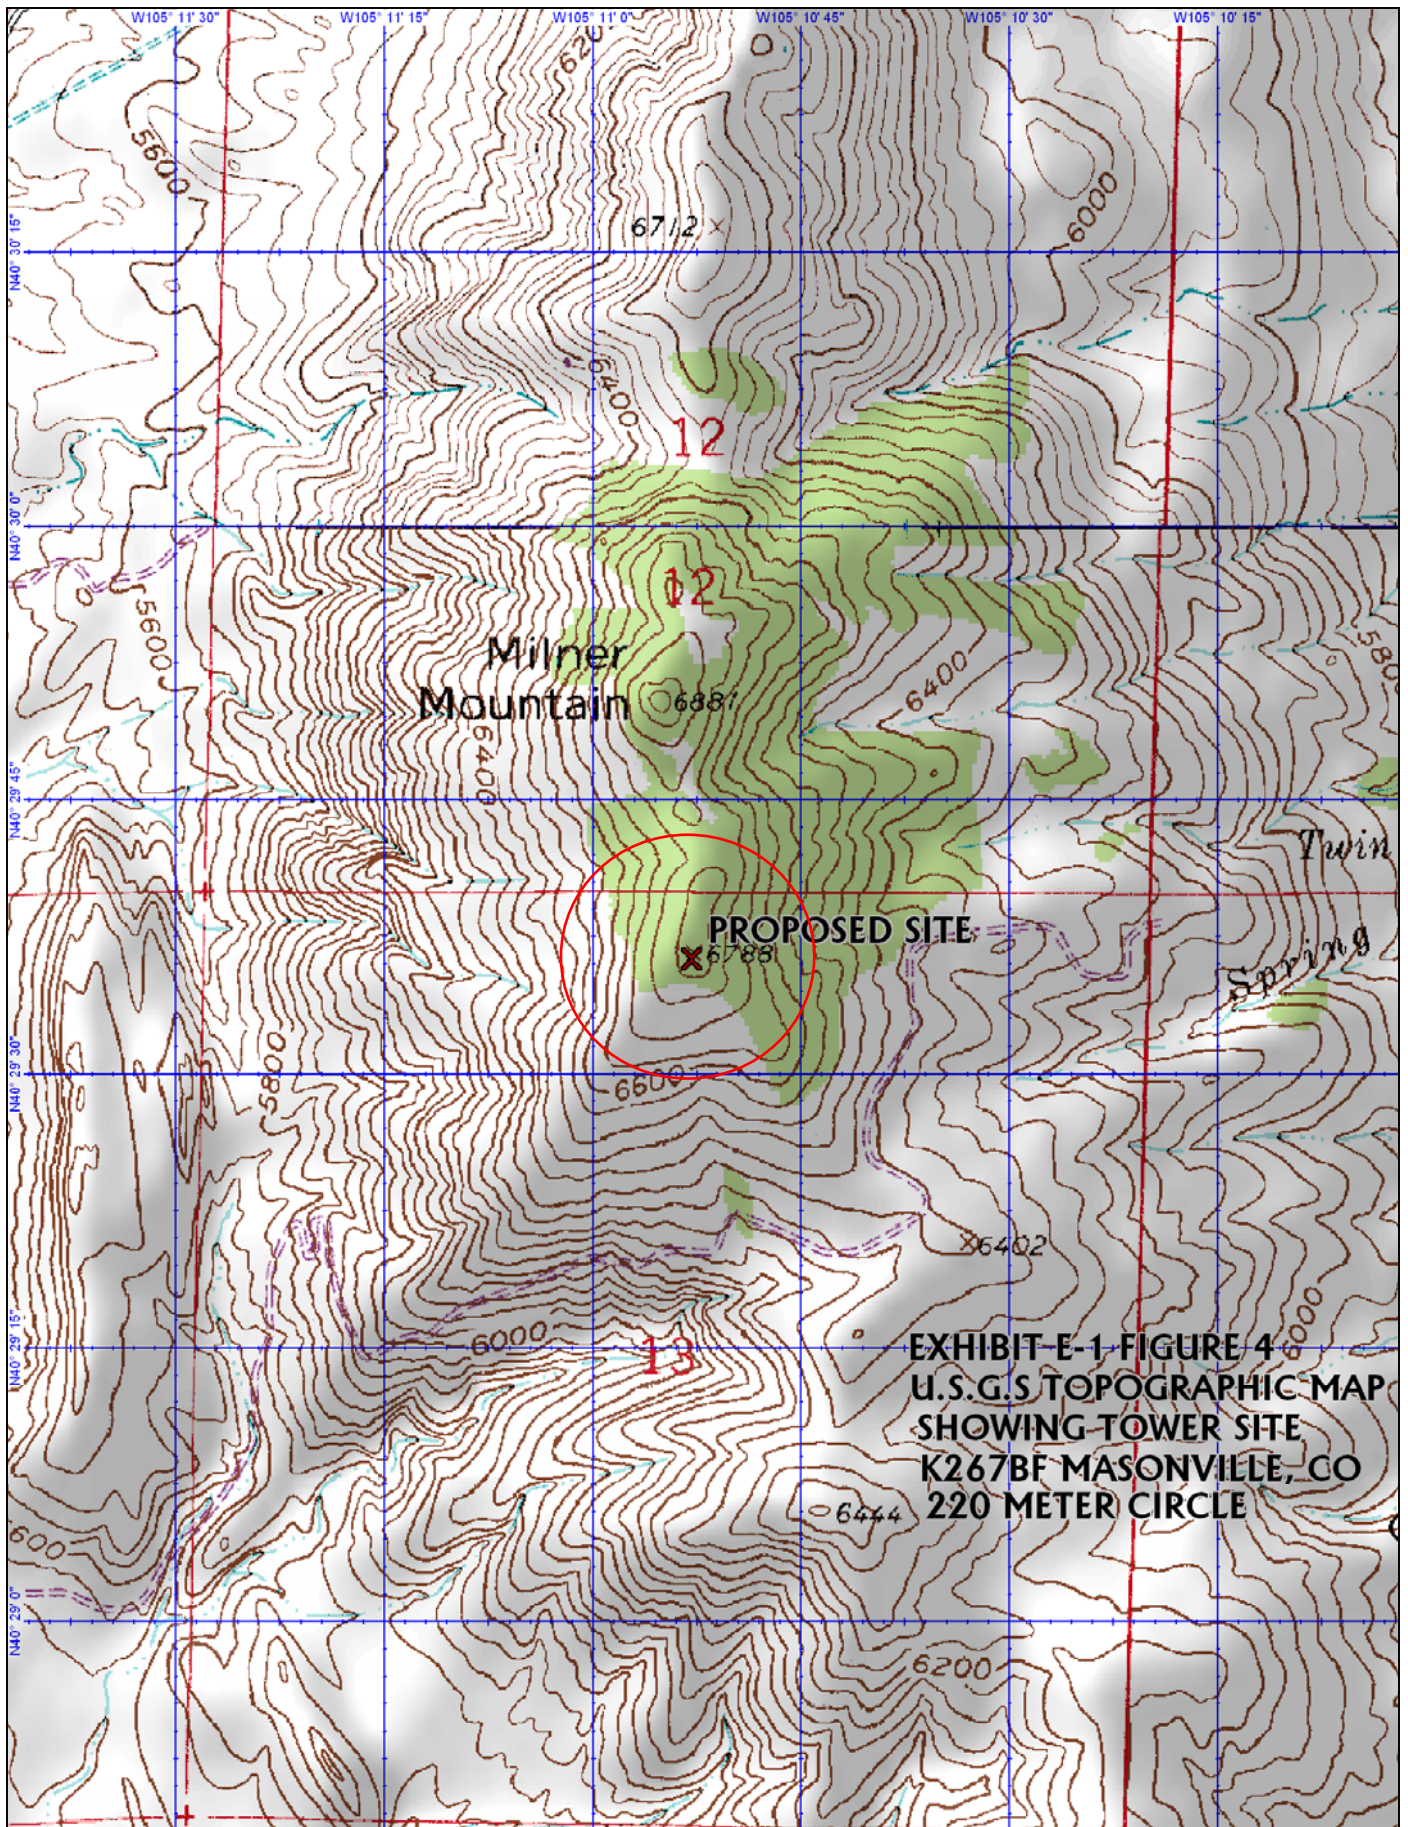 W105° 11' 30"
W105° 11' 15"
W105° 11' 0"
W105° 10' 45"
W105° 10' 30"
W105° 10' 15"
5600
6000
6712
N40° 30' 15"
6400
12
N40° 30' 0"
12
5600
Milner
Mountain
6881
6400
6400
5800
N40° 29' 45"
Twin
Spring
PROPOSED SITE
6788
N40° 29' 30"
5800
6600
6402
6000
N40° 29' 15"
6000
13
EXHIBIT E-1 FIGURE 4
U.S.G.S TOPOGRAPHIC MAP
SHOWING TOWER SITE
K267BF MASONVILLE, CO
220 METER CIRCLE
6444
600
N40° 29' 0"
6200